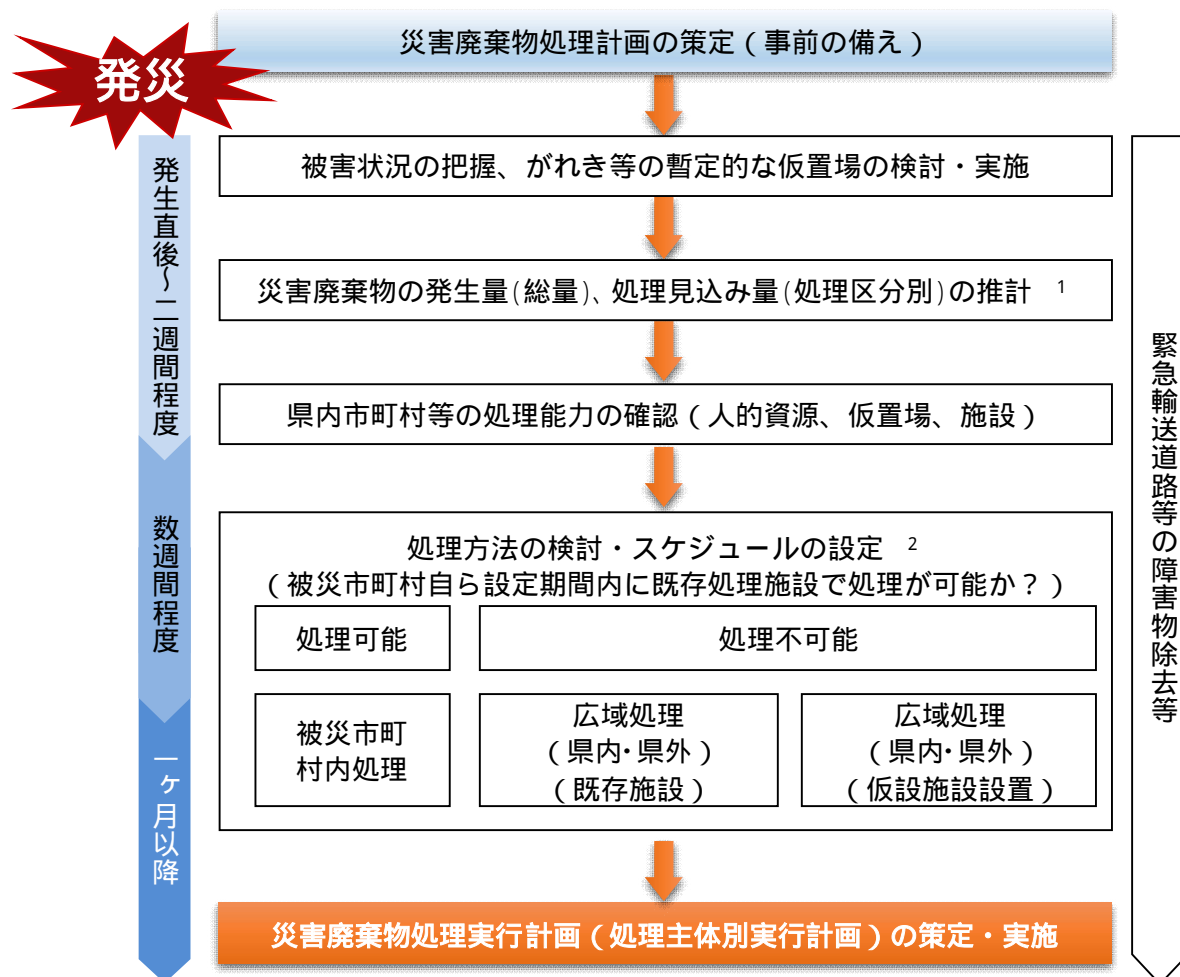 災害廃棄物処理計画の策定（事前の備え）
発災
発生直後～二週間程度
被害状況の把握、がれき等の暫定的な仮置場の検討・実施
災害廃棄物の発生量(総量)、処理見込み量(処理区分別)の推計 1
県内市町村等の処理能力の確認（人的資源、仮置場、施設）
数週間程度
処理方法の検討・スケジュールの設定 2
（被災市町村自ら設定期間内に既存処理施設で処理が可能か？）
処理可能
処理不可能
被災市町
村内処理
広域処理
（県内･県外）
（既存施設）
広域処理
（県内･県外）
（仮設施設設置）
一ヶ月以降
災害廃棄物処理実行計画（処理主体別実行計画）の策定・実施
緊急輸送道路等の障害物除去等